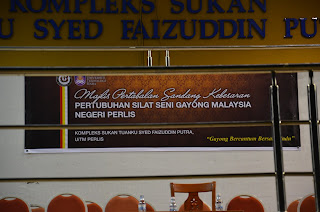 KOMPLEKS SUKAN
U SYED FAIZUDDIN PU
Majlis Pertabalan Sandang Kebesaran
PERTUBUHAN SILAT SENI GAYONG MALAYSIA
NEGERI PERLIS
KOMPLEKS SUKAN TUANKU SYED FAIZUDDIN PUTRA,
UiTM PERLIS
"Gayong Bercantum Bersatu